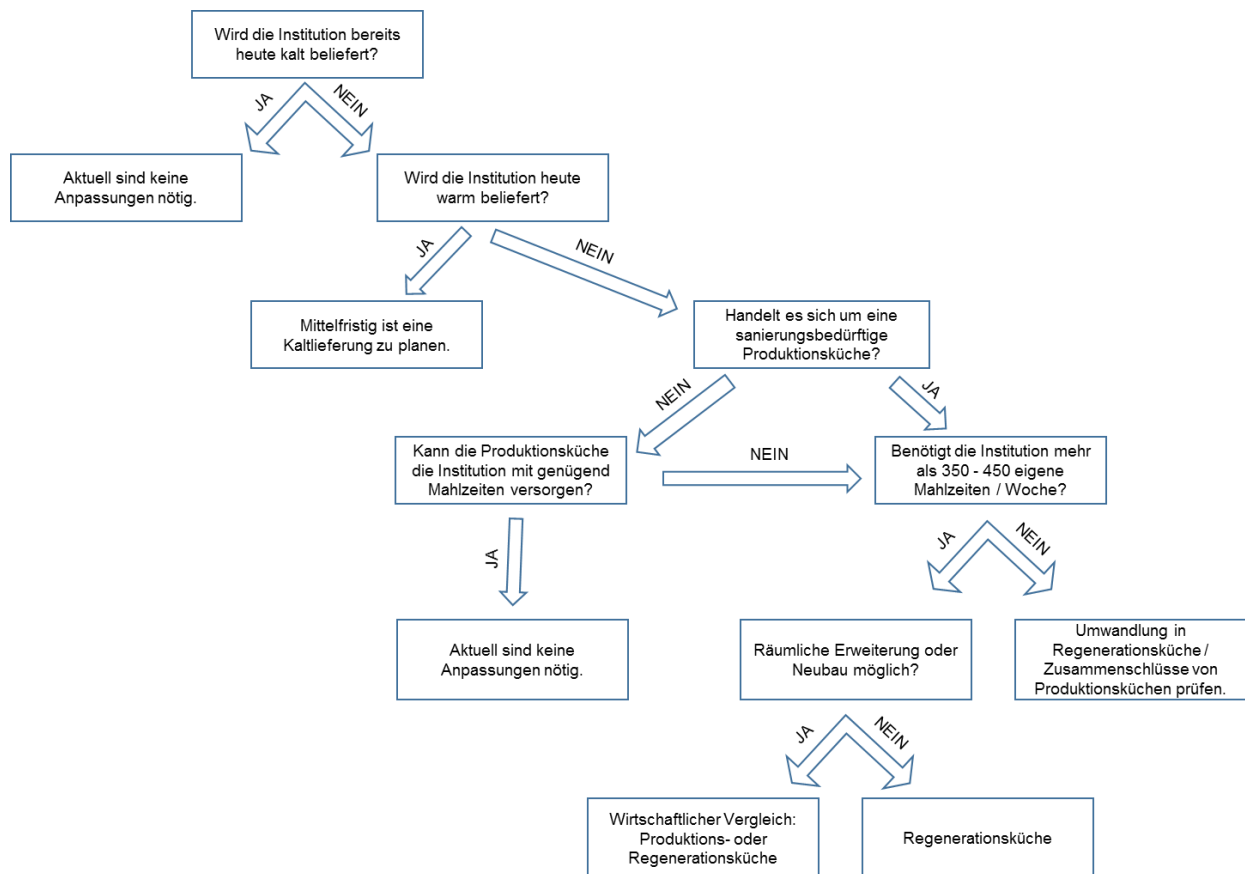 Wird die Institution bereits
heute kalt beliefert?
JA
NEIN
Aktuell sind keine
Anpassungen nötig.
Wird die Institution heute
warm beliefert?
JA
NEIN
Mittelfristig ist eine
Kaltlieferung zu planen.
Handelt es sich um eine
sanierungsbedürftige
Produktionsküche?
NEIN
JA
Kann die Produktionsküche
die Institution mit genügend
Mahlzeiten versorgen?
NEIN
Benötigt die Institution mehr
als 350 - 450 eigene
Mahlzeiten / Woche?
JA
JA
NEIN
Aktuell sind keine
Anpassungen nötig.
Räumliche Erweiterung oder
Neubau möglich?
Umwandlung in
Regenerationsküche /
Zusammenschlüsse von
Produktionsküchen prüfen.
JA
NEIN
Wirtschaftlicher Vergleich:
Produktions- oder
Regenerationsküche
Regenerationsküche